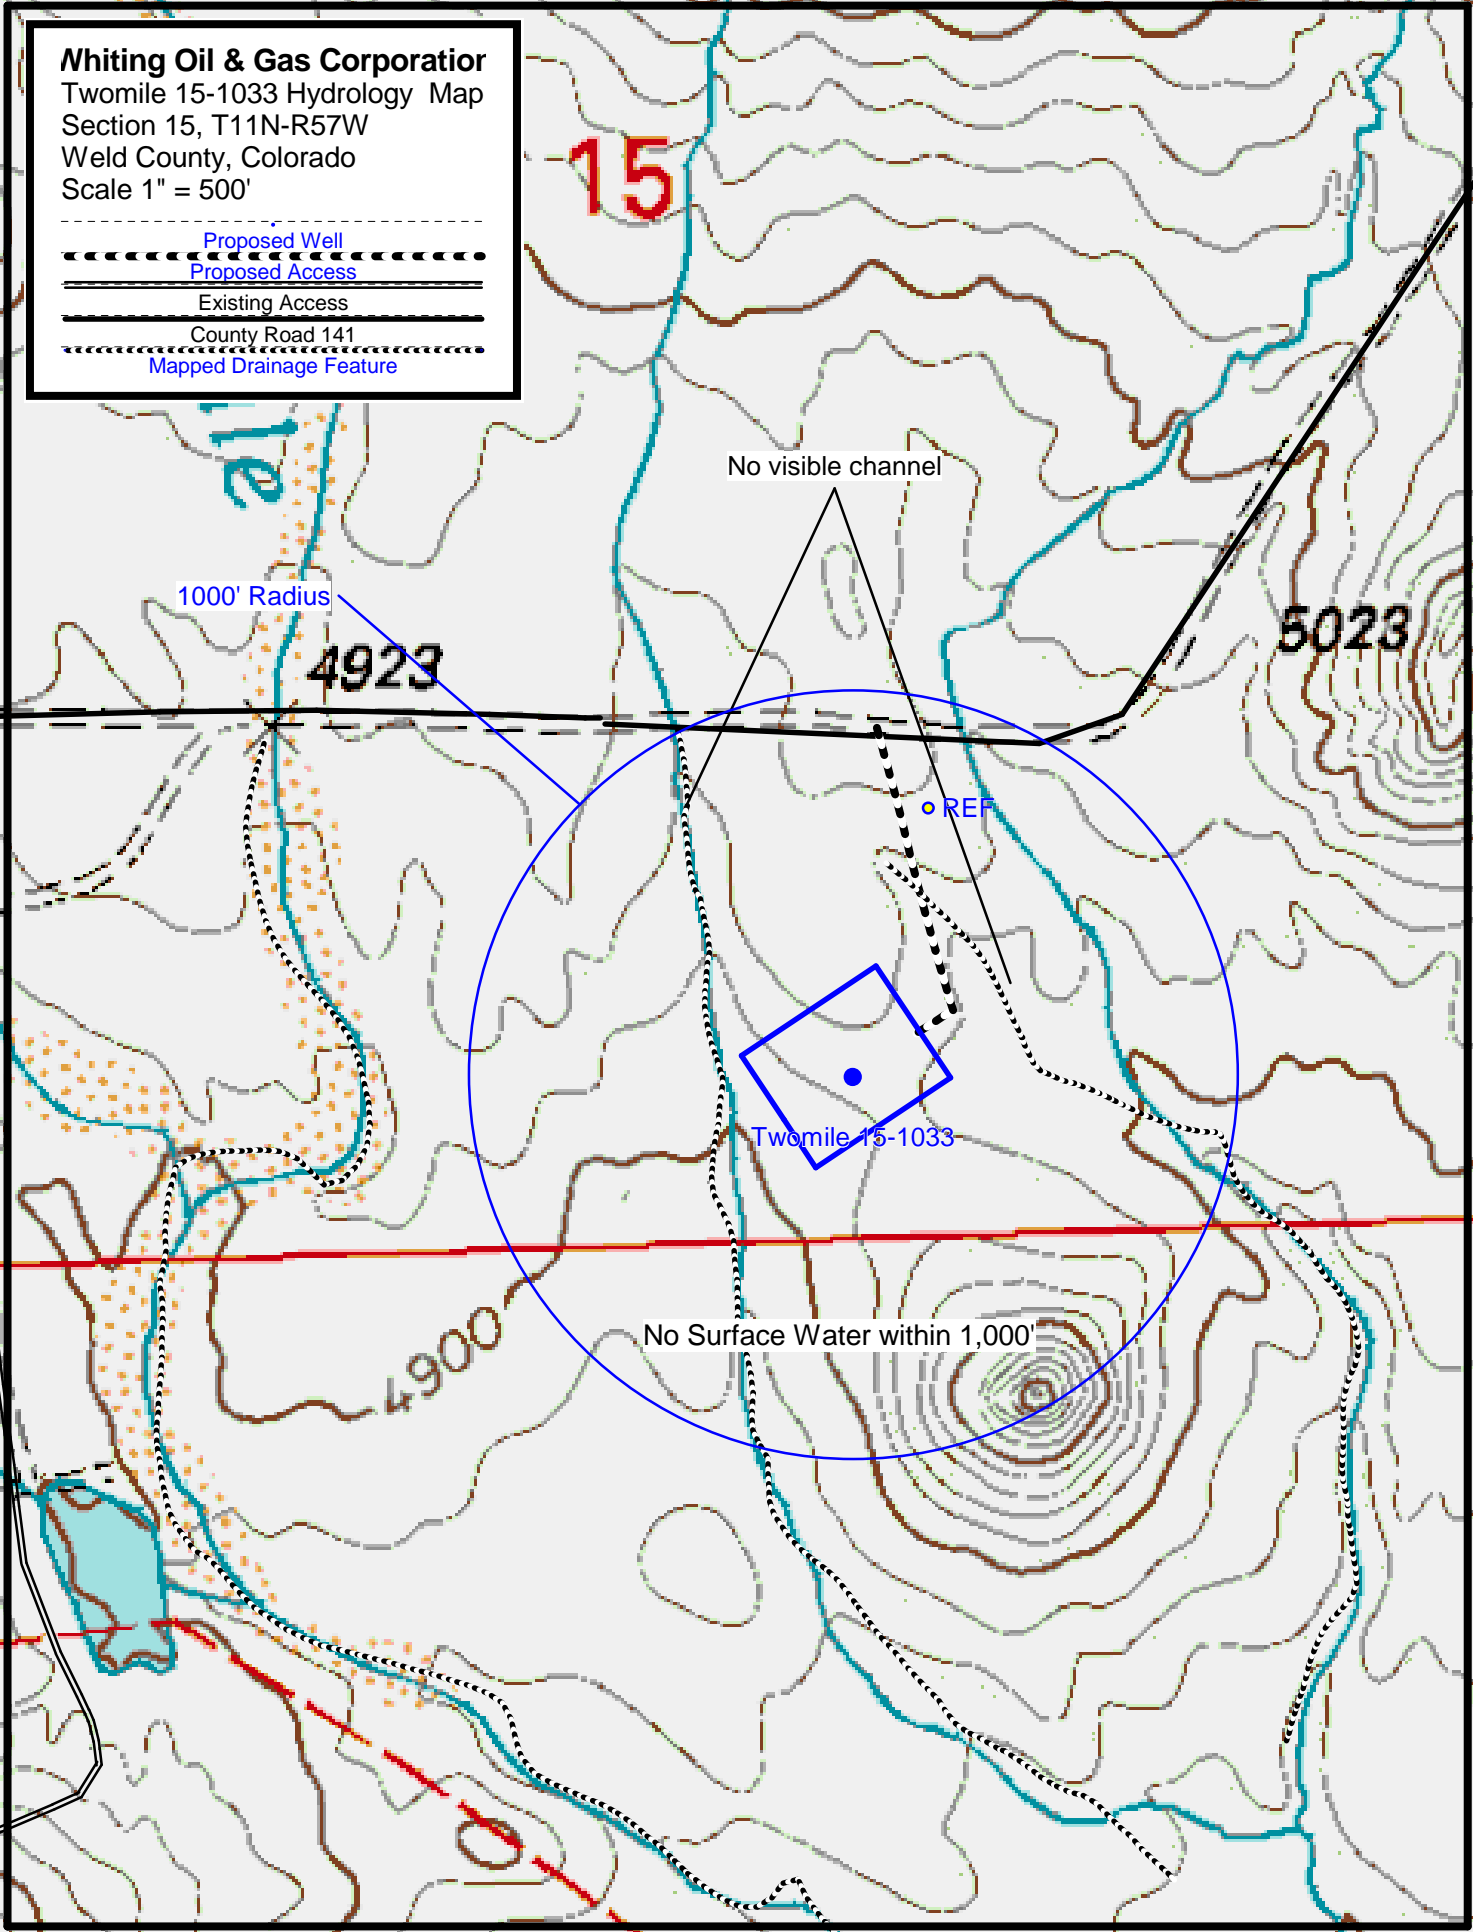 Whiting Oil & Gas Corporation
Twomile 15-1033 Hydrology Map
Section 15, T11N-R57W
Weld County, Colorado
Scale 1" = 500'
Proposed Well
Proposed Access
Existing Access
County Road 141
Mapped Drainage Feature
15
le
No visible channel
1000' Radius
4923
5023
REF
Twomile 15-1033
No Surface Water within 1,000'
4900